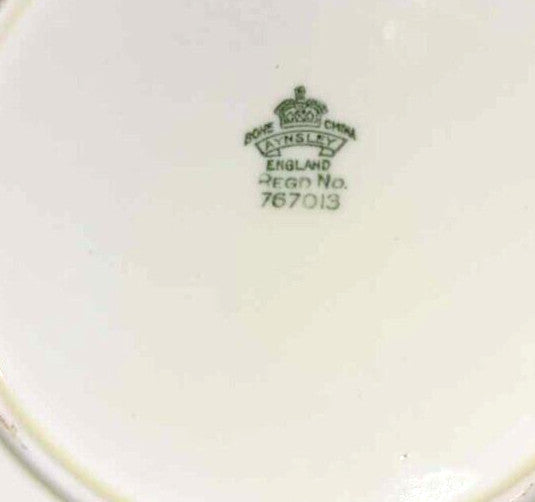 BONE CHINA
AYNSLEY
ENGLAND
REGD NO.
767013